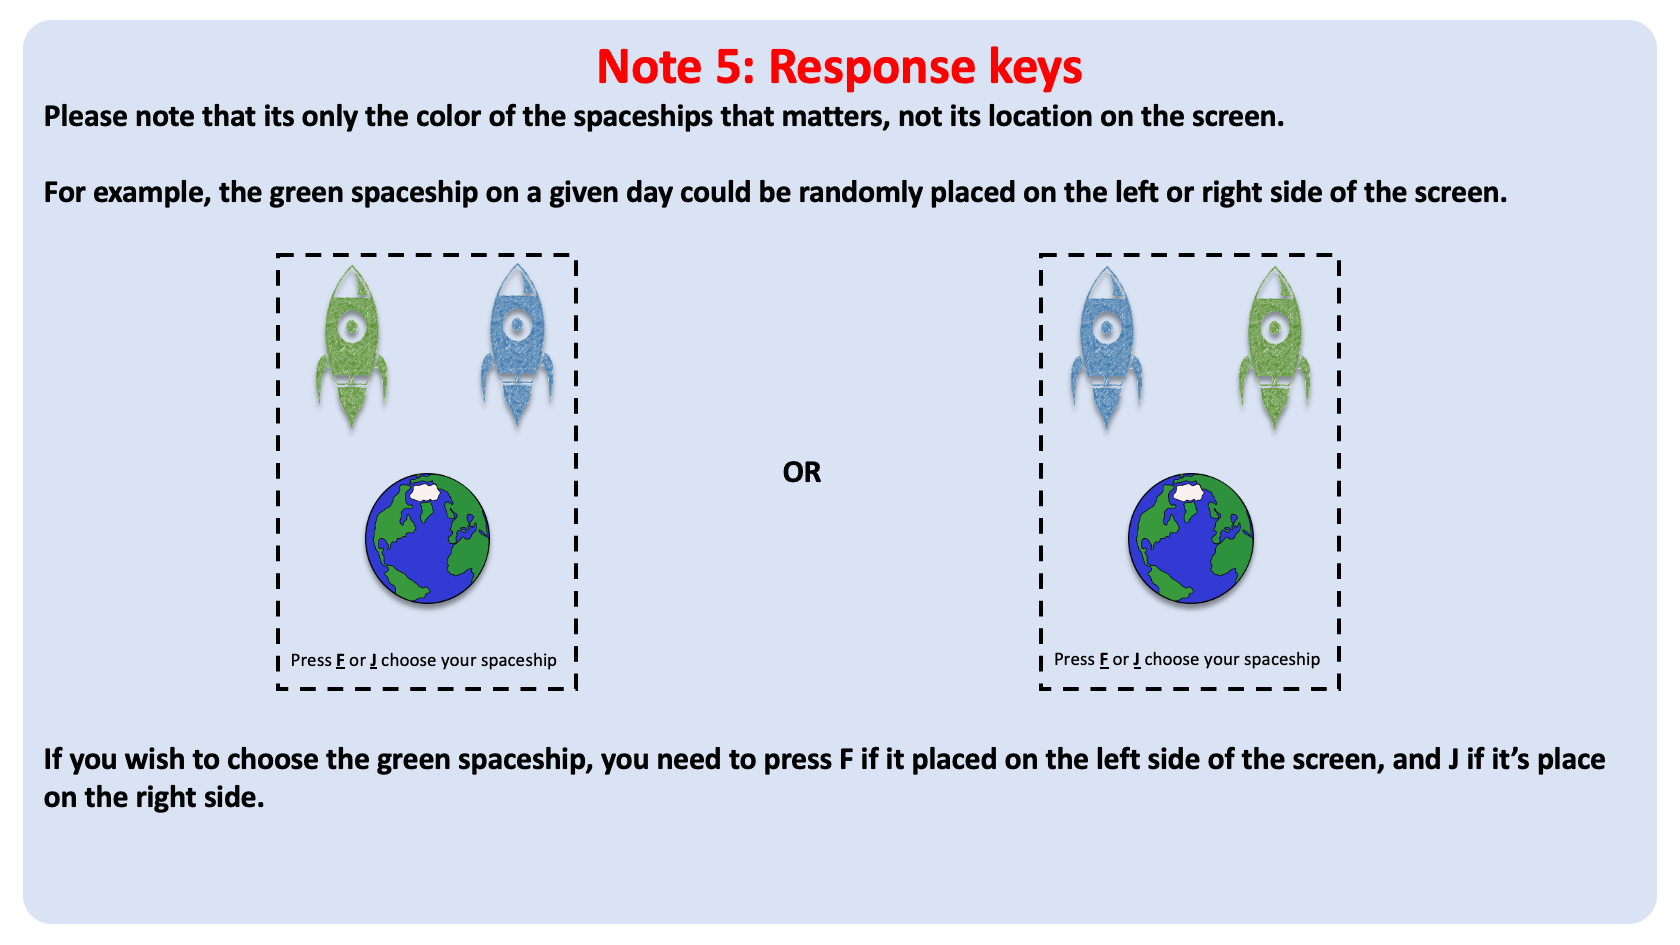 Note 5: Response keys
Please note that its only the color of the spaceships that matters, not its location on the screen.
For example, the green spaceship on a given day could be randomly placed on the left or right side of the screen.
OR
Press F or J choose your spaceship
Press F or J choose your spaceship
If you wish to choose the green spaceship, you need to press F if it placed on the left side of the screen, and J if it’s place
on the right side.